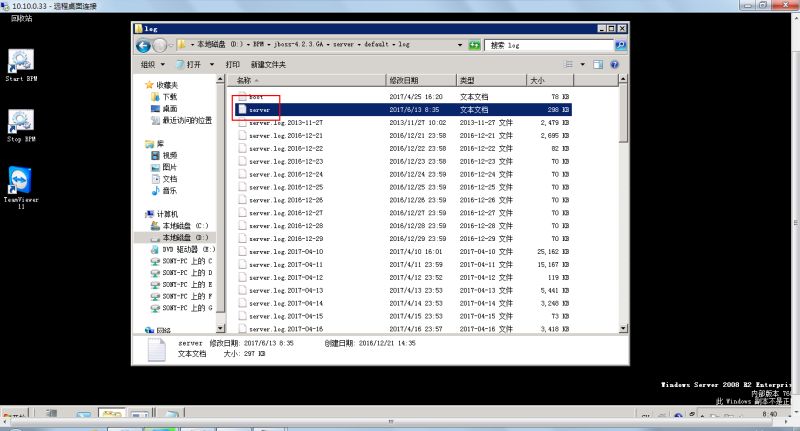 10.10.0.33 - 远程桌面连接
回收站
Start BPM
Stop BPM
TeamViewer 11
log
本地磁盘 (D:) ▸ BPM ▸ jboss-4.2.3.GA ▸ server ▸ default ▸ log
搜索 log
组织 打开 打印 新建文件夹
收藏夹
下载
桌面
最近访问的位置
库
视频
图片
文档
音乐
计算机
本地磁盘 (C:)
本地磁盘 (D:)
DVD 驱动器 (E:)
SONY-PC 上的 C
SONY-PC 上的 D
SONY-PC 上的 E
SONY-PC 上的 F
SONY-PC 上的 G
网络
名称 修改日期 类型 大小
boot 2017/4/25 16:20 文本文档 78 KB
server 2017/6/13 8:35 文本文档 298 KB
server.log.2013-11-27 2013/11/27 10:02 2013-11-27 文件 2,479 KB
server.log.2016-12-21 2016/12/21 23:58 2016-12-21 文件 2,695 KB
server.log.2016-12-22 2016/12/22 23:58 2016-12-22 文件 82 KB
server.log.2016-12-23 2016/12/23 23:58 2016-12-23 文件 70 KB
server.log.2016-12-24 2016/12/24 23:59 2016-12-24 文件 70 KB
server.log.2016-12-25 2016/12/25 23:59 2016-12-25 文件 70 KB
server.log.2016-12-26 2016/12/26 23:59 2016-12-26 文件 70 KB
server.log.2016-12-27 2016/12/27 23:58 2016-12-27 文件 70 KB
server.log.2016-12-28 2016/12/28 23:59 2016-12-28 文件 70 KB
server.log.2016-12-29 2016/12/29 23:59 2016-12-29 文件 70 KB
server.log.2017-04-10 2017/4/10 16:01 2017-04-10 文件 25,162 KB
server.log.2017-04-11 2017/4/11 23:59 2017-04-11 文件 15,167 KB
server.log.2017-04-12 2017/4/12 23:52 2017-04-12 文件 119 KB
server.log.2017-04-13 2017/4/13 23:53 2017-04-13 文件 5,441 KB
server.log.2017-04-14 2017/4/14 23:53 2017-04-14 文件 3,248 KB
server.log.2017-04-15 2017/4/15 23:53 2017-04-15 文件 73 KB
server.log.2017-04-16 2017/4/16 23:57 2017-04-16 文件 3,418 KB
server 修改日期: 2017/6/13 8:35 创建日期: 2016/12/21 14:35
文本文档 大小: 297 KB
Windows Server 2008 R2 Enterpris
内部版本 760
此 Windows 副本不是正
8:40